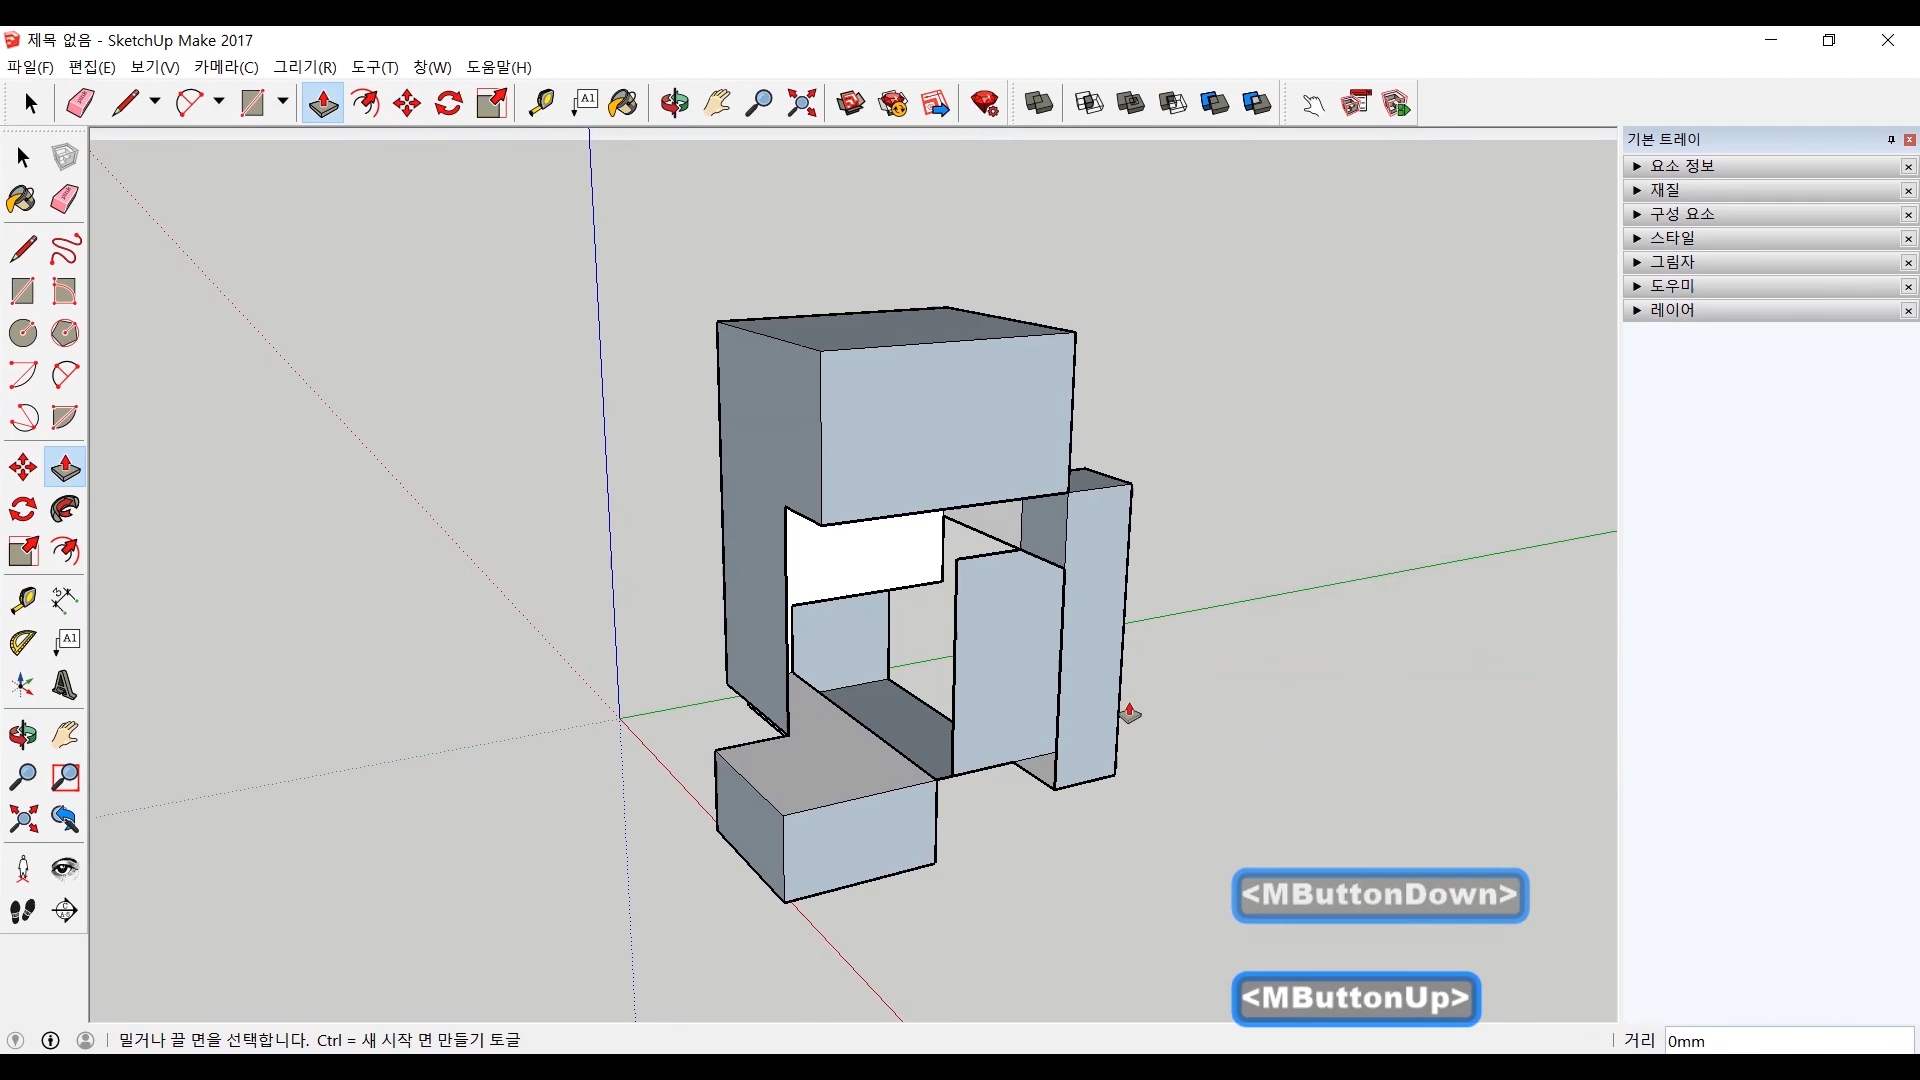 제목 없음 - SketchUp Make 2017
파일(F) 편집(E) 보기(V) 카메라(C) 그리기(R) 도구(T) 창(W) 도움말(H)
A1
기본 트레이
요소 정보
재질
구성 요소
스타일
그림자
도우미
레이어
A1
<MButtonDown>
<MButtonUp>
밀거나 끌 면을 선택합니다. Ctrl = 새 시작 면 만들기 토글
거리 0mm